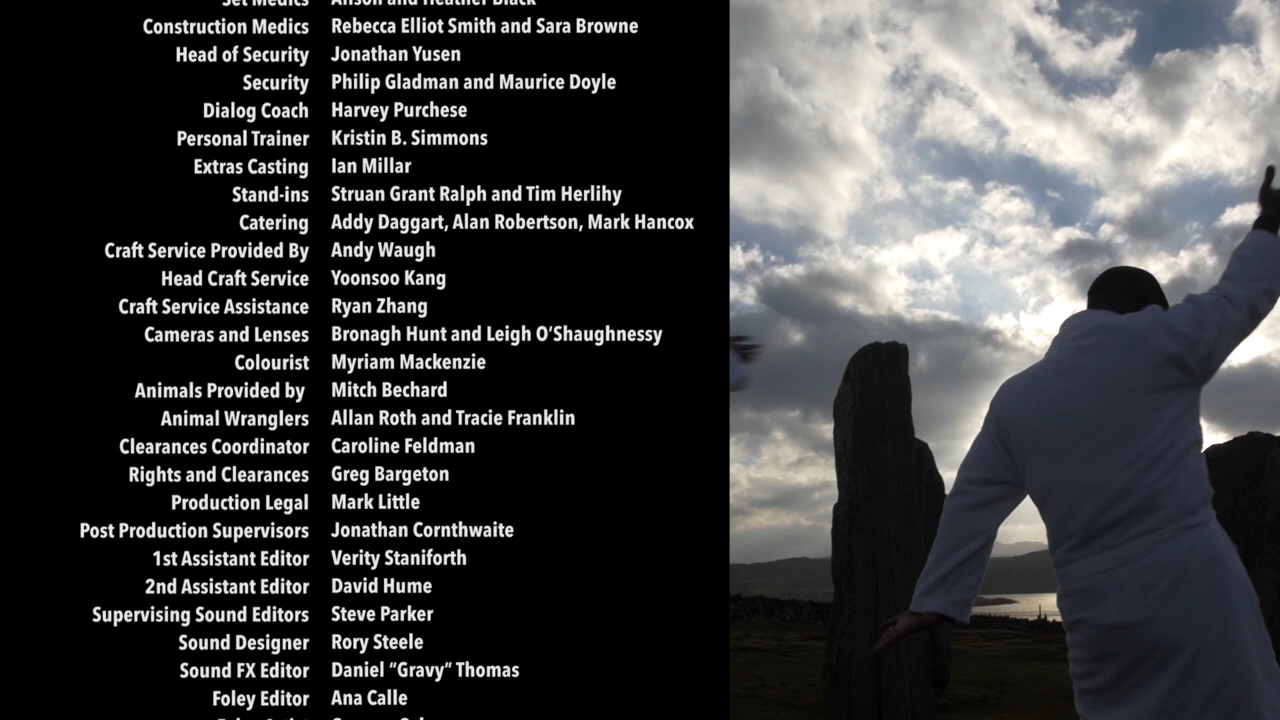 Set Medics Alison and Heather Black
Construction Medics Rebecca Elliot Smith and Sara Browne
Head of Security Jonathan Yusen
Security Philip Gladman and Maurice Doyle
Dialog Coach Harvey Purchese
Personal Trainer Kristin B. Simmons
Extras Casting Ian Millar
Stand-ins Struan Grant Ralph and Tim Herlihy
Catering Addy Daggart, Alan Robertson, Mark Hancox
Craft Service Provided By Andy Waugh
Head Craft Service Yoonsoo Kang
Craft Service Assistance Ryan Zhang
Cameras and Lenses Bronagh Hunt and Leigh O’Shaughnessy
Colourist Myriam Mackenzie
Animals Provided by Mitch Bechard
Animal Wranglers Allan Roth and Tracie Franklin
Clearances Coordinator Caroline Feldman
Rights and Clearances Greg Bargeton
Production Legal Mark Little
Post Production Supervisors Jonathan Cornthwaite
1st Assistant Editor Verity Staniforth
2nd Assistant Editor David Hume
Supervising Sound Editors Steve Parker
Sound Designer Rory Steele
Sound FX Editor Daniel “Gravy” Thomas
Foley Editor Ana Calle